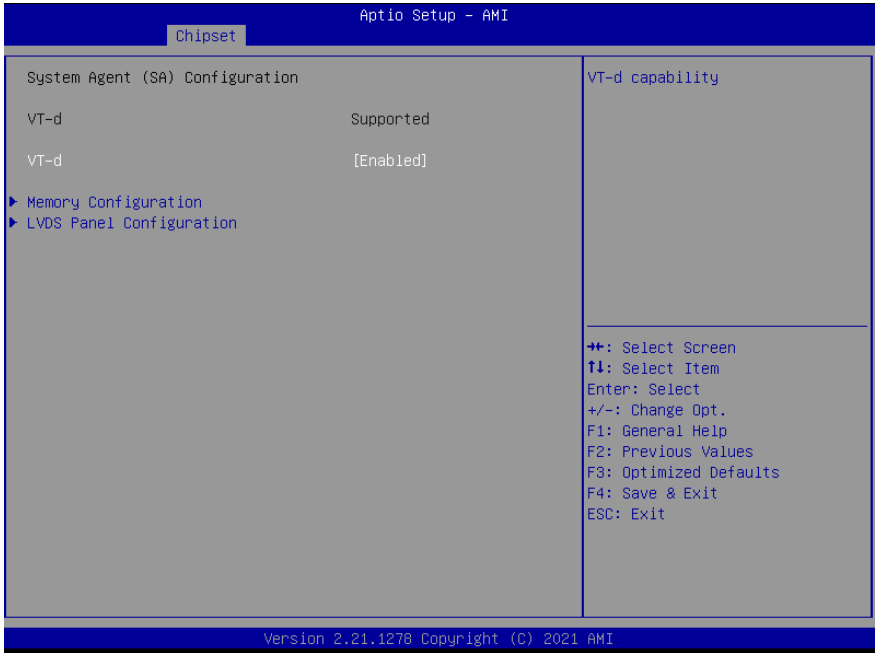 Aptio Setup – AMI
Chipset
System Agent (SA) Configuration
VT-d Supported
VT-d [Enabled]
Memory Configuration
LVDS Panel Configuration
VT-d capability
→←: Select Screen
↑↓: Select Item
Enter: Select
+/-: Change Opt.
F1: General Help
F2: Previous Values
F3: Optimized Defaults
F4: Save & Exit
ESC: Exit
Version 2.21.1278 Copyright (C) 2021 AMI